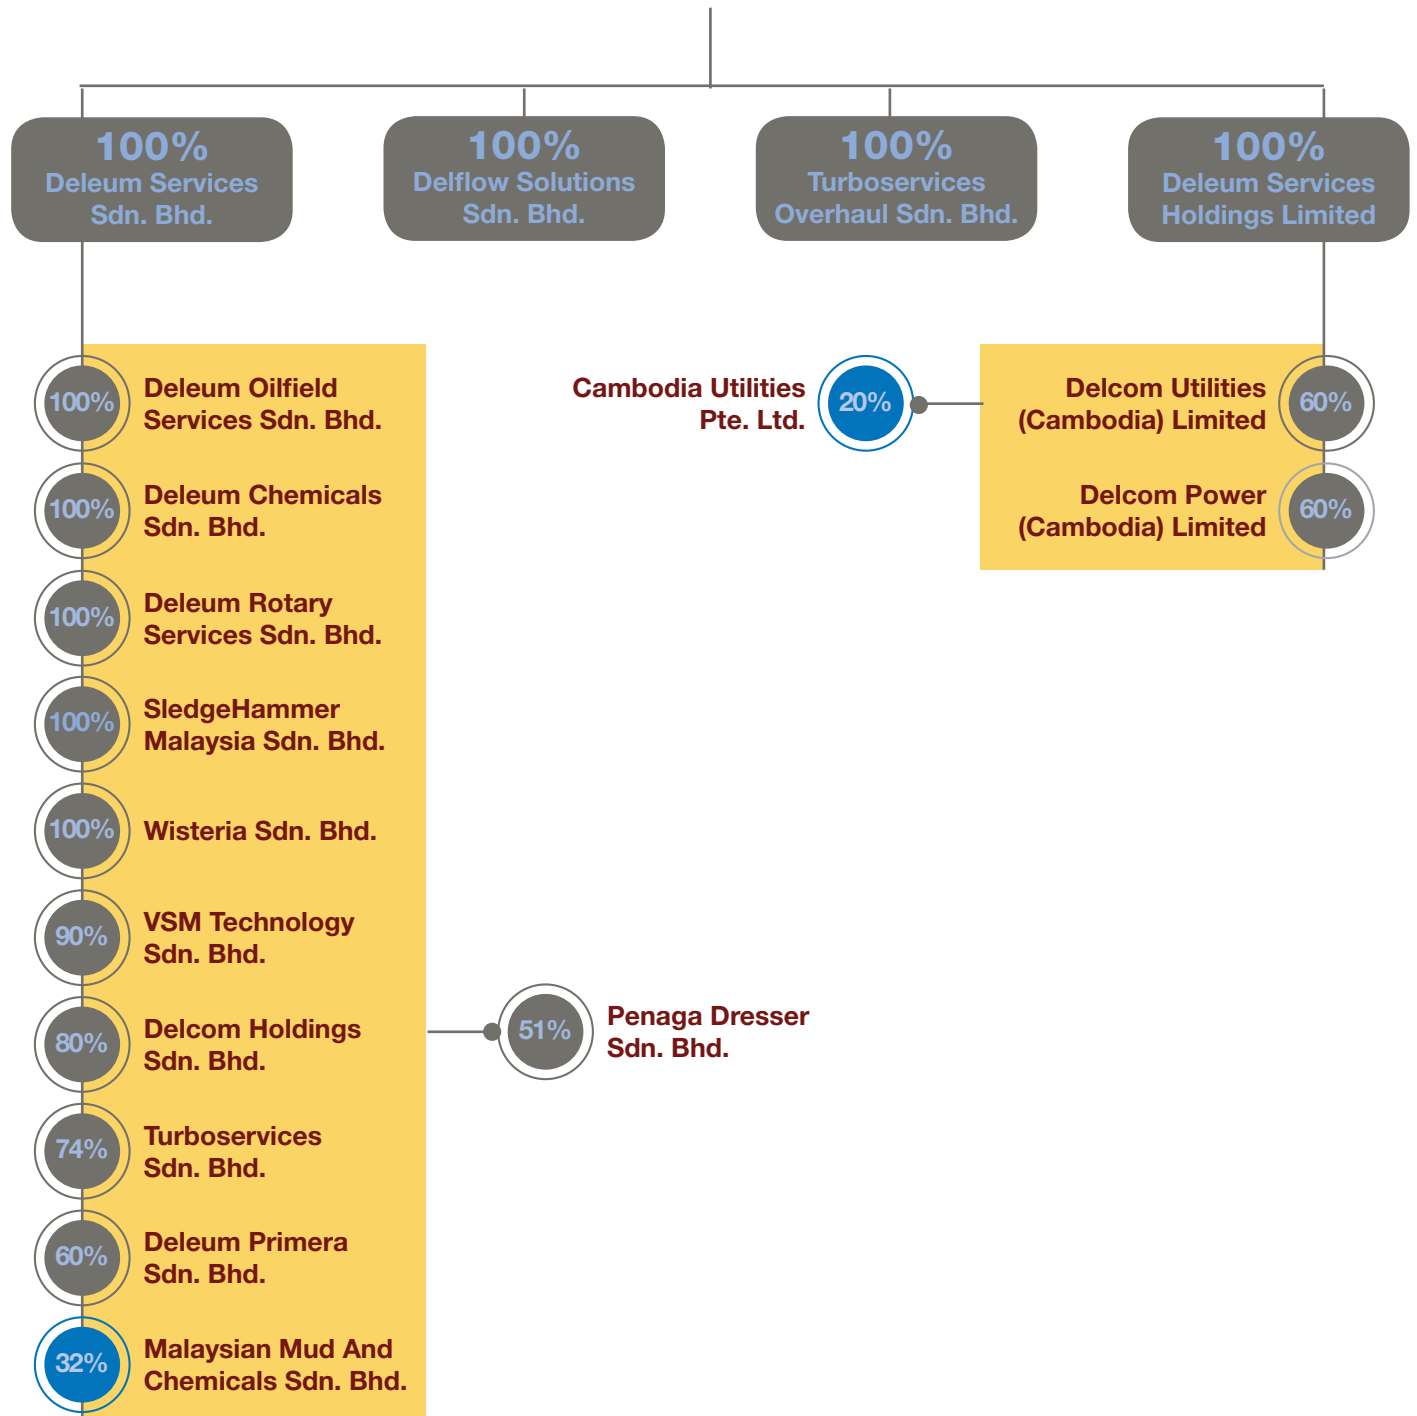 100%
Deleum Services
Sdn. Bhd.
100%
Delflow Solutions
Sdn. Bhd.
100%
Turboservices
Overhaul Sdn. Bhd.
100%
Deleum Services
Holdings Limited
100%
Deleum Oilfield
Services Sdn. Bhd.
100%
Deleum Chemicals
Sdn. Bhd.
100%
Deleum Rotary
Services Sdn. Bhd.
100%
SledgeHammer
Malaysia Sdn. Bhd.
100%
Wisteria Sdn. Bhd.
90%
VSM Technology
Sdn. Bhd.
80%
Delcom Holdings
Sdn. Bhd.
51%
Penaga Dresser
Sdn. Bhd.
74%
Turboservices
Sdn. Bhd.
60%
Deleum Primera
Sdn. Bhd.
32%
Malaysian Mud And
Chemicals Sdn. Bhd.
Cambodia Utilities
Pte. Ltd.
20%
Delcom Utilities
(Cambodia) Limited
60%
Delcom Power
(Cambodia) Limited
60%